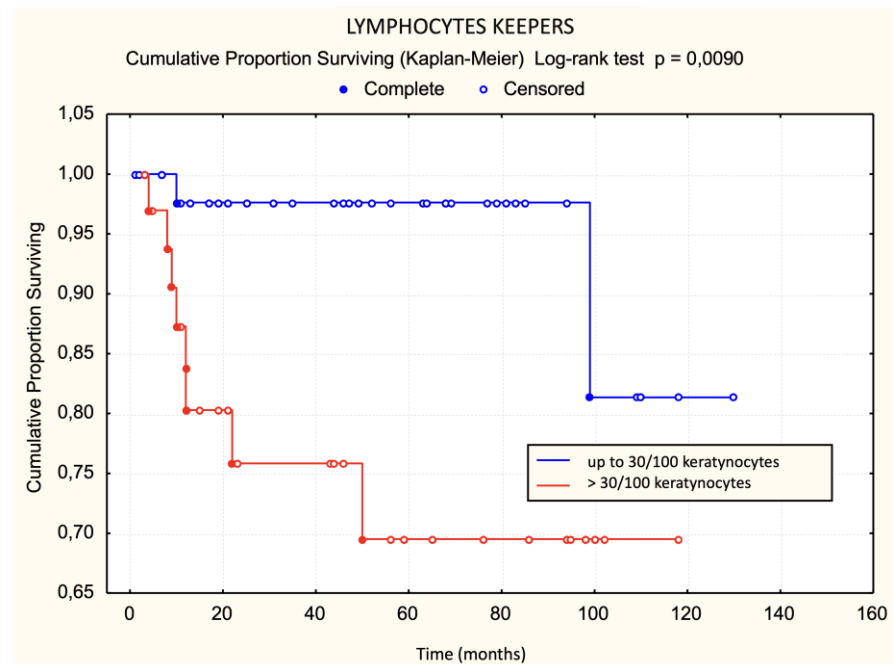 LYMPHOCYTES KEEPERS
Cumulative Proportion Surviving (Kaplan-Meier) Log-rank test p = 0,0090
Complete Censored
1,05
1,00
0,95
0,90
0,85
0,80
0,75
0,70
0,65
Cumulative Proportion Surviving
up to 30/100 keratynocytes
> 30/100 keratynocytes
0 20 40 60 80 100 120 140 160
Time (months)